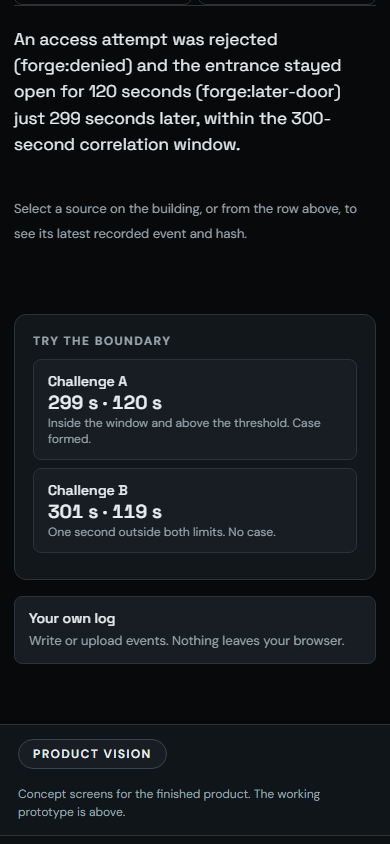 An access attempt was rejected
(forge:denied) and the entrance stayed
open for 120 seconds (forge:later-door)
just 299 seconds later, within the 300-
second correlation window.
Select a source on the building, or from the row above, to
see its latest recorded event and hash.
TRY THE BOUNDARY
Challenge A
299 s · 120 s
Inside the window and above the threshold. Case
formed.
Challenge B
301 s · 119 s
One second outside both limits. No case.
Your own log
Write or upload events. Nothing leaves your browser.
PRODUCT VISION
Concept screens for the finished product. The working
prototype is above.